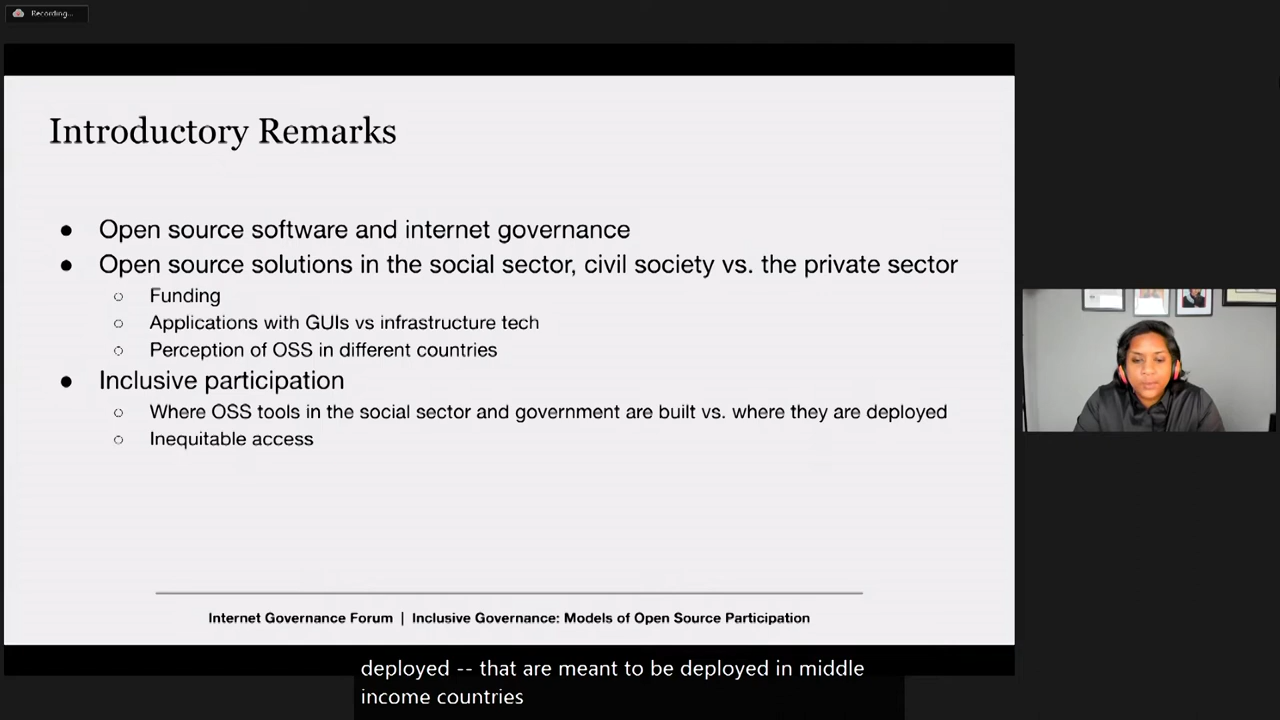 Recording...
Introductory Remarks
● Open source software and internet governance
● Open source solutions in the social sector, civil society vs. the private sector
○ Funding
○ Applications with GUIs vs infrastructure tech
○ Perception of OSS in different countries
● Inclusive participation
○ Where OSS tools in the social sector and government are built vs. where they are deployed
○ Inequitable access
Internet Governance Forum | Inclusive Governance: Models of Open Source Participation
deployed -- that are meant to be deployed in middle
income countries